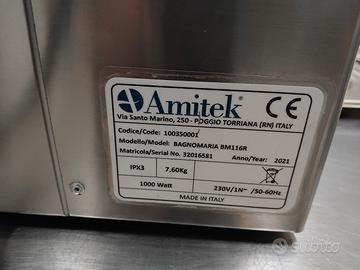 Amitek CE
Via Santo Marino, 250 - POGGIO TORRIANA (RN) ITALY
Codice/Code: 100350001
Modello/Model: BAGNOMARIA BM116R
Matricola/Serial No. 32016581 Anno/Year: 2021
IPX3 7,60Kg
1000 Watt 230V/1N~ /50-60Hz
MADE IN ITALY
subito